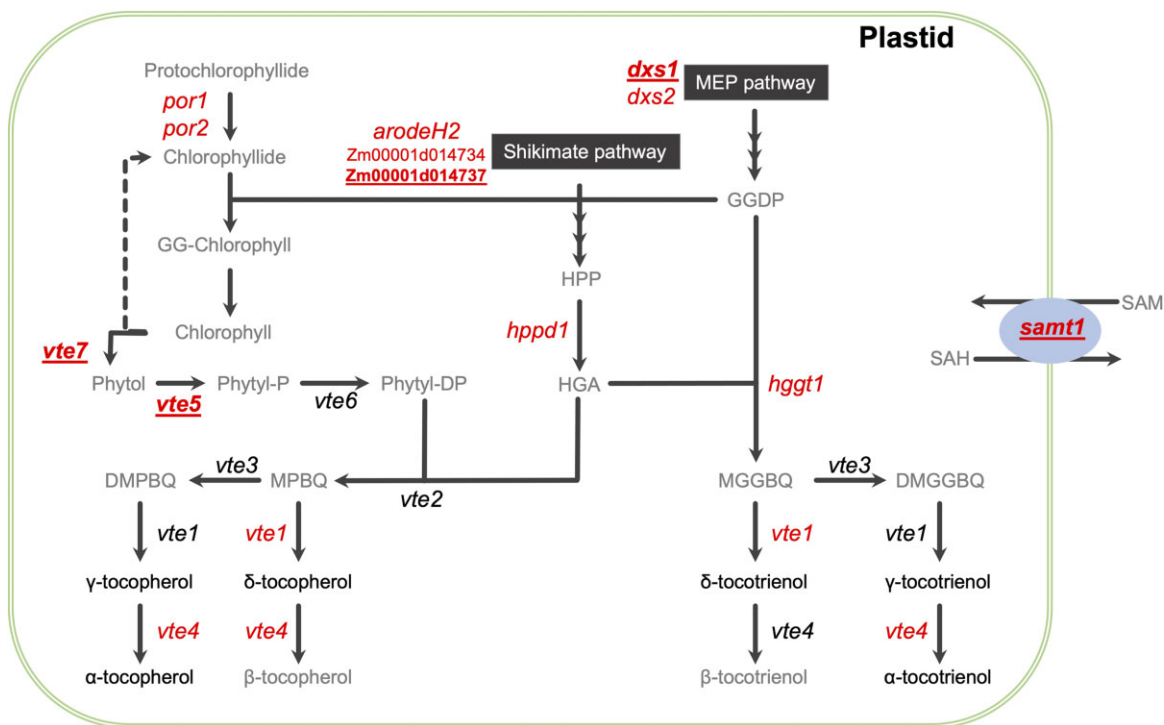 Plastid
Protochlorophyllide
dxs1
MEP pathway
dxs2
por1
por2
arodeH2
Zm00001d014734
Zm00001d014737
Shikimate pathway
Chlorophyllide
GGDP
GG-Chlorophyll
HPP
SAM
Chlorophyll
hppd1
samt1
vte7
SAH
Phytol
Phytyl-P
Phytyl-DP
HGA
hggt1
vte5
vte6
DMPBQ
vte3
MPBQ
vte2
MGGBQ
vte3
DMGGBQ
vte1
vte1
vte1
vte1
γ-tocopherol
δ-tocopherol
δ-tocotrienol
γ-tocotrienol
vte4
vte4
vte4
vte4
α-tocopherol
β-tocopherol
β-tocotrienol
α-tocotrienol